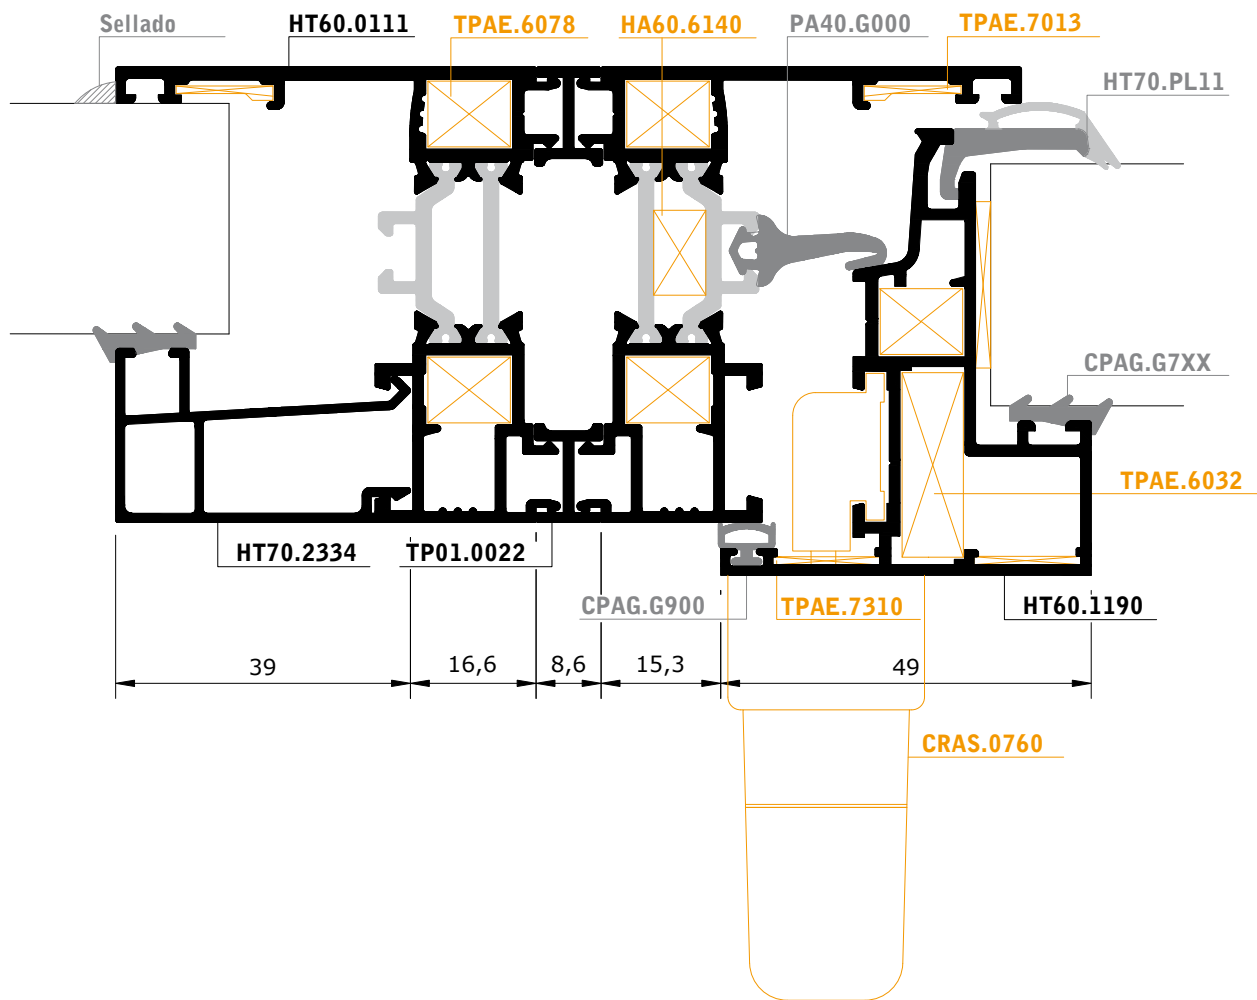 Sellado
HT60.0111
TPAE.6078
HA60.6140
PA40.G000
TPAE.7013
HT70.PL11
CPAG.G7XX
TPAE.6032
HT70.2334
TP01.0022
CPAG.G900
TPAE.7310
HT60.1190
39
16,6
8,6
15,3
49
CRAS.0760